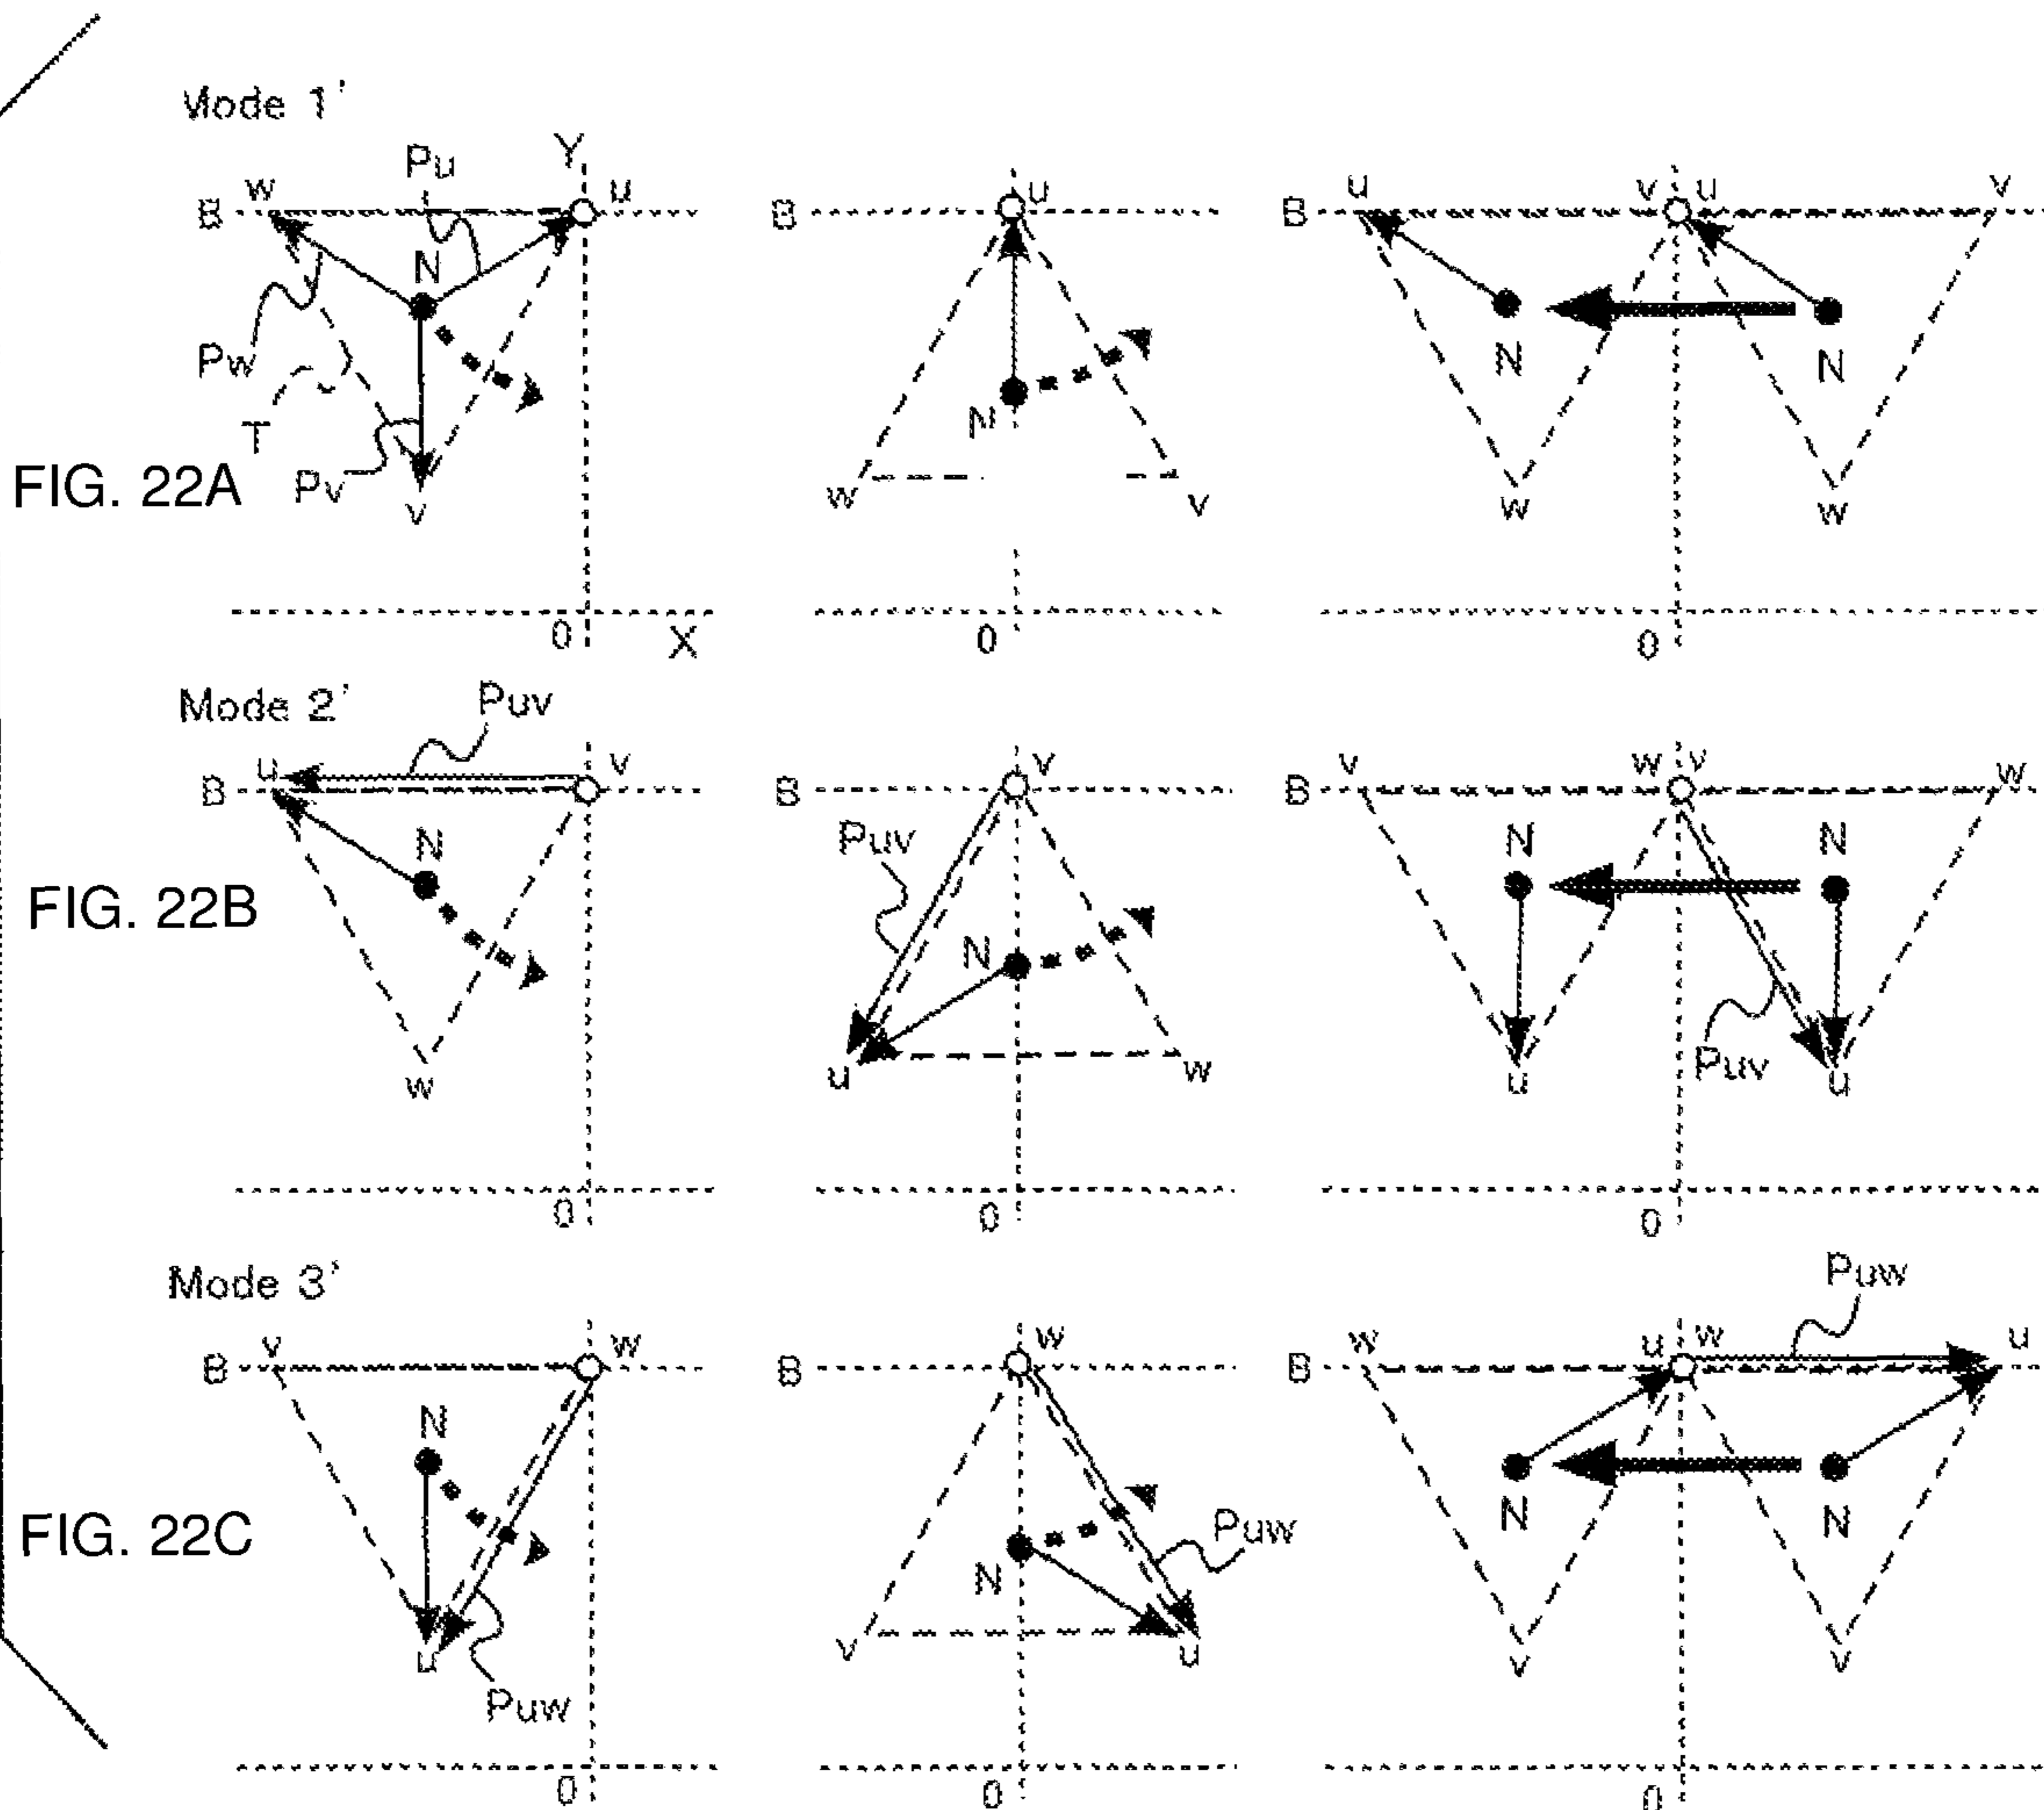 Mode 1'
Pu Y
B w u B u B u v u v
N
Pw
T N N N
FIG. 22A Pv v w v w w
0 X 0 0
Mode 2' Puv
B u v B v B v w v w
N Puv N N
FIG. 22B N
w u w u Puv u
0 0 0
Mode 3' Puw
B v w B w B w u w u
N
FIG. 22C N Puw N N
u v u v v
Puw
0 0 0